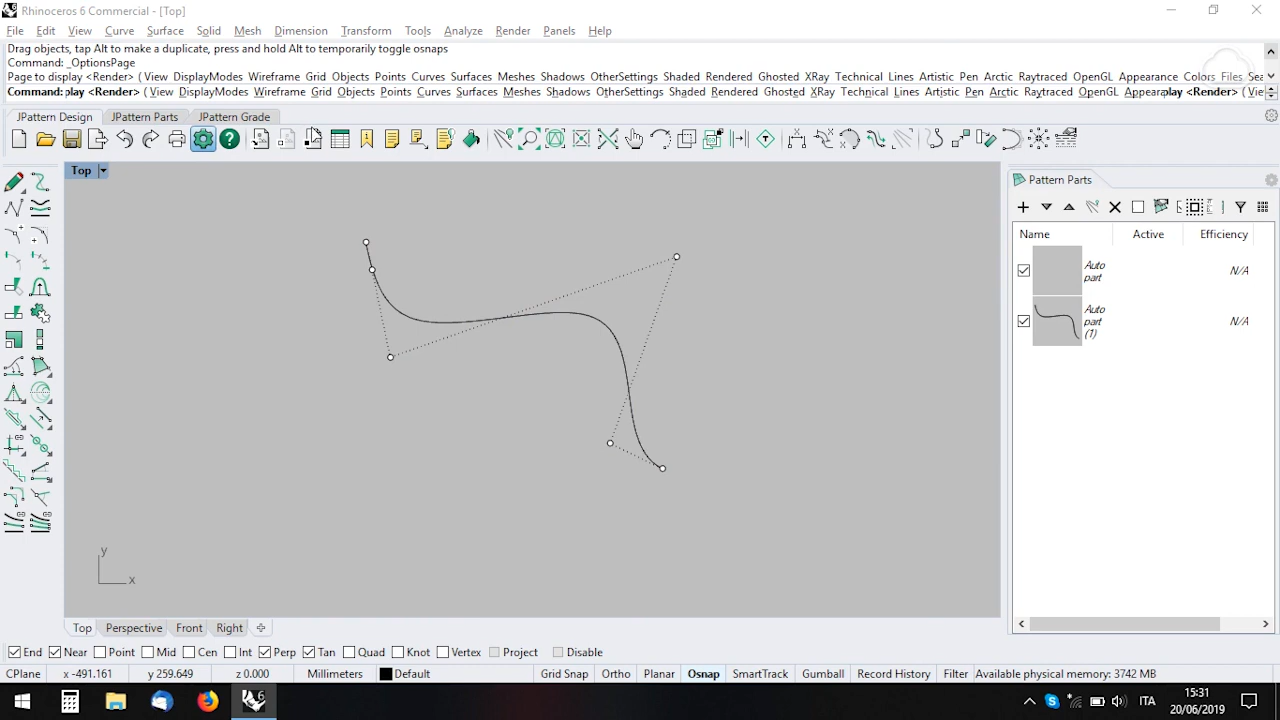 Rhinoceros 6 Commercial - [Top]
File Edit View Curve Surface Solid Mesh Dimension Transform Tools Analyze Render Panels Help
Drag objects, tap Alt to make a duplicate, press and hold Alt to temporarily toggle osnaps
Command: _OptionsPage
Page to display <Render> ( View DisplayModes Wireframe Grid Objects Points Curves Surfaces Meshes Shadows OtherSettings Shaded Rendered Ghosted XRay Technical Lines Artistic Pen Arctic Raytraced OpenGL Appearance Colors Files Sea
Command: play <Render> ( View DisplayModes Wireframe Grid Objects Points Curves Surfaces Meshes Shadows OtherSettings Shaded Rendered Ghosted XRay Technical Lines Artistic Pen Arctic Raytraced OpenGL Appearar play <Render> ( Vie
JPattern Design JPattern Parts JPattern Grade
Top
Pattern Parts
Name Active Efficiency
Auto part N/A
Auto part (1) N/A
y
x
Top Perspective Front Right
End Near Point Mid Cen Int Perp Tan Quad Knot Vertex Project Disable
CPlane x -491.161 y 259.649 z 0.000 Millimeters Default Grid Snap Ortho Planar Osnap SmartTrack Gumball Record History Filter Available physical memory: 3742 MB
6 ITA 15:31
20/06/2019